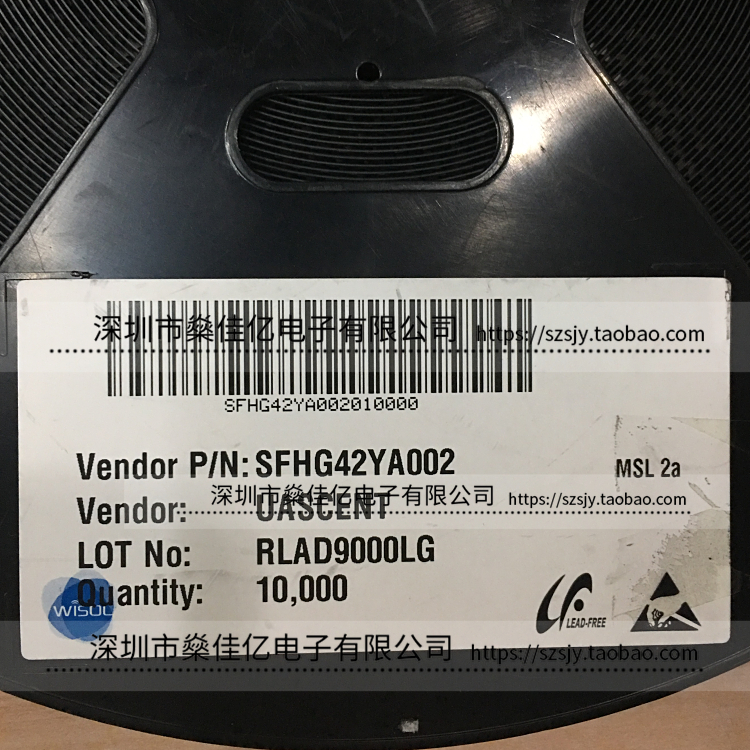 深圳市燊佳亿电子有限公司 https://szsjy.taobao.com
SFHG42YA002010000
Vendor P/N: SFHG42YA002
MSL 2a
深圳市燊佳亿电子有限公司 https://szsjy.taobao.com
Vendor: UASCENT
LOT No: RLAD9000LG
Quantity: 10,000
WiSOL
LEAD-FREE
深圳市燊佳亿电子有限公司 https://szsjy.taobao.com